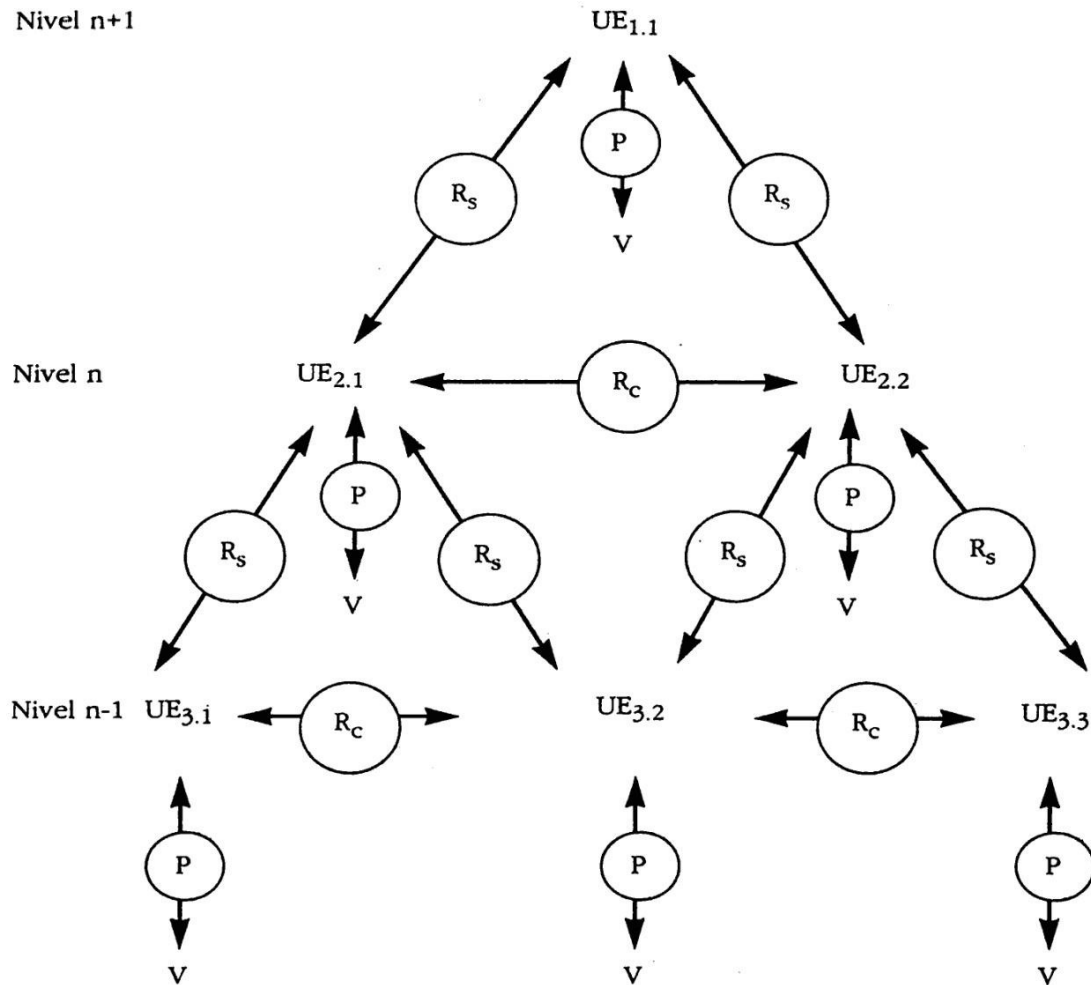 Nivel n+1 UE1.1
P
Rs Rs
V
Nivel n UE2.1 Rc UE2.2
P P
Rs Rs Rs Rs
V V
Nivel n-1 UE3.i Rc UE3.2 Rc UE3.3
P P P
V V V